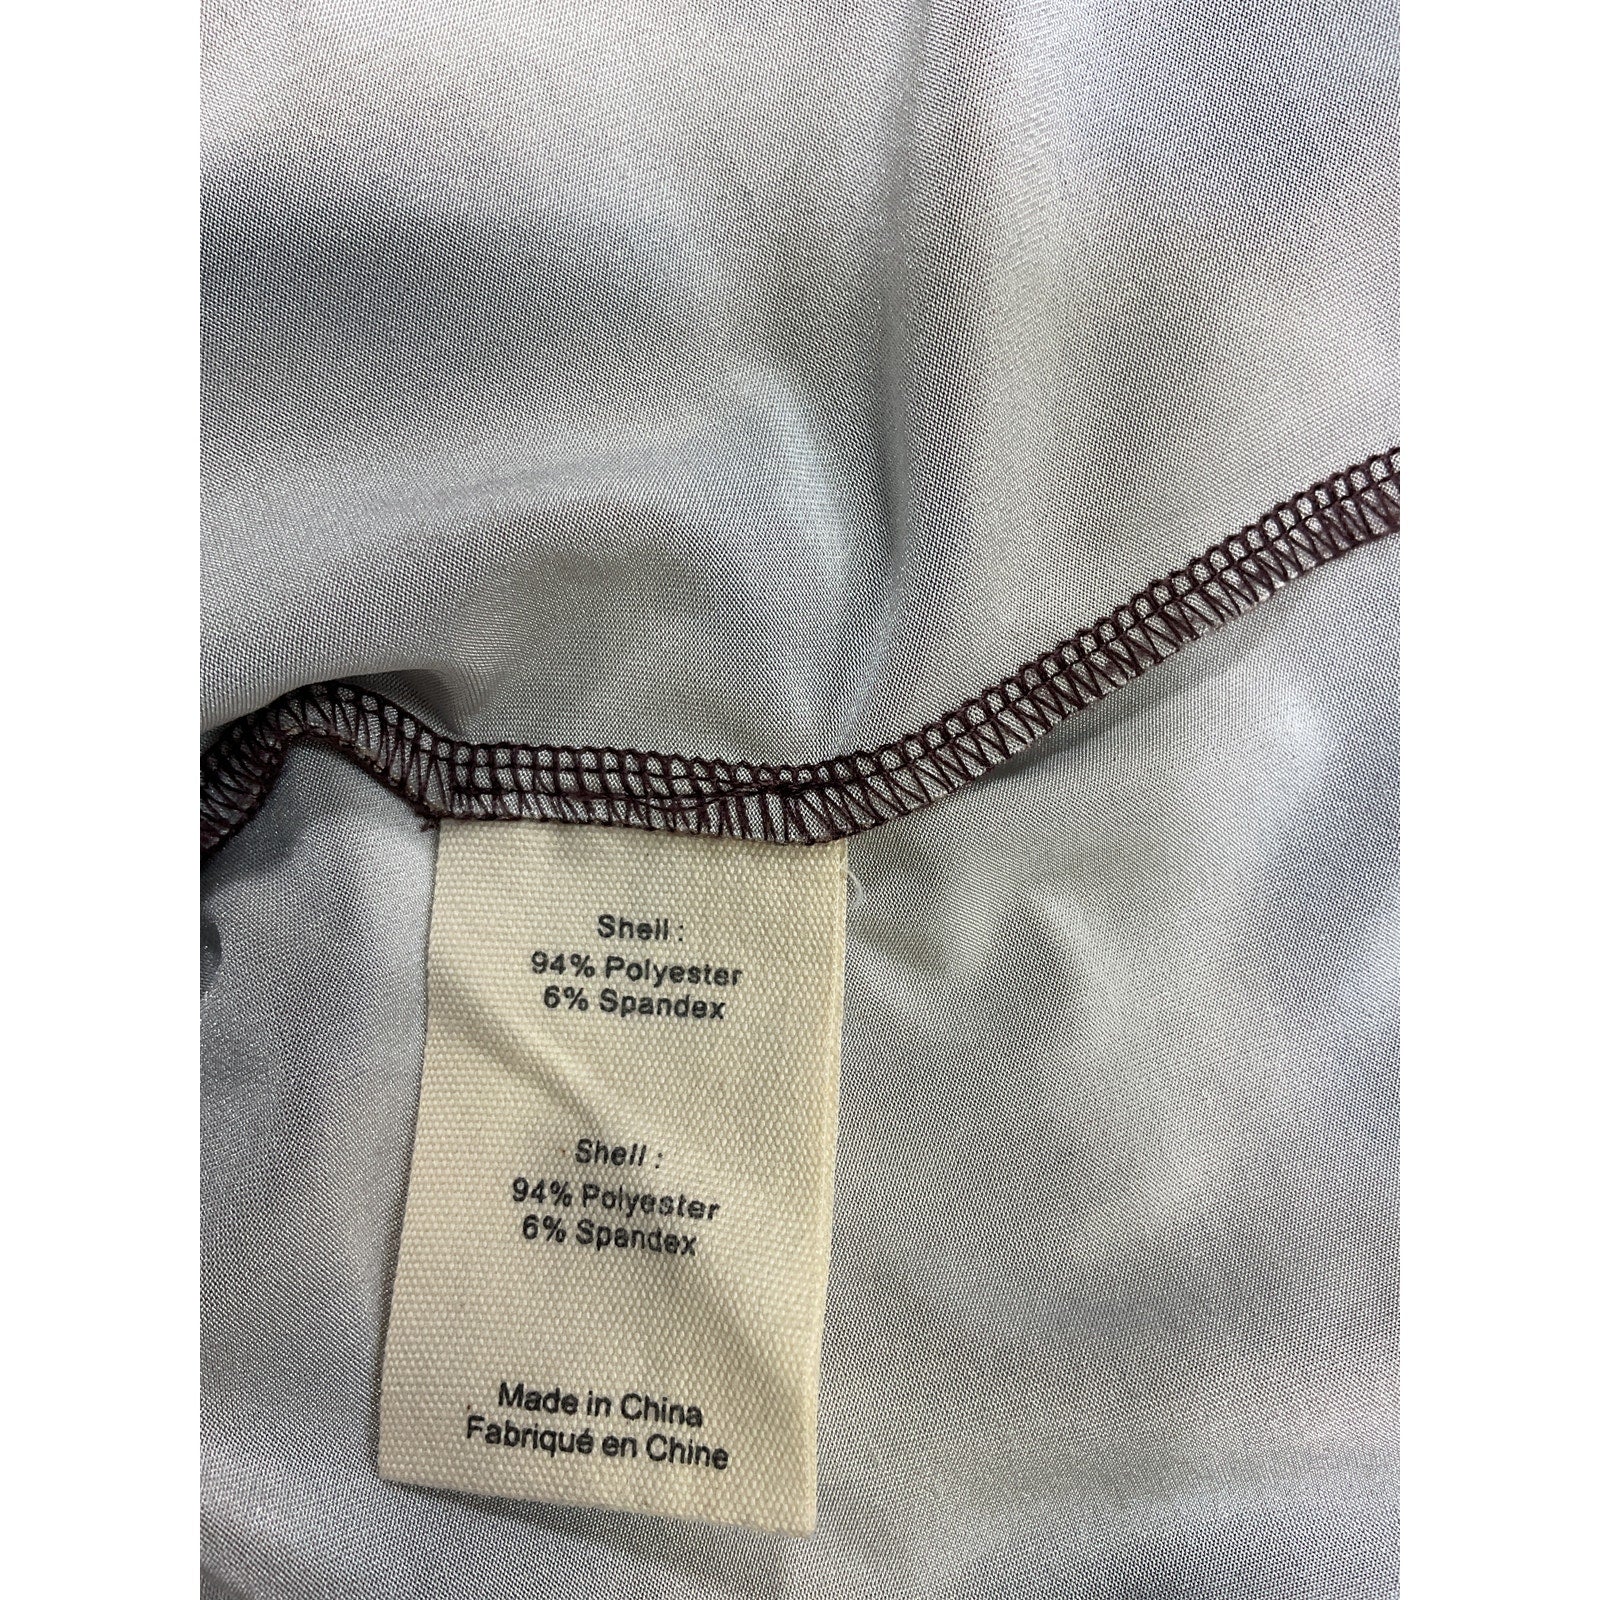 Shell :
94% Polyester
6% Spandex
Shell :
94% Polyester
6% Spandex
Made in China
Fabriqué en Chine